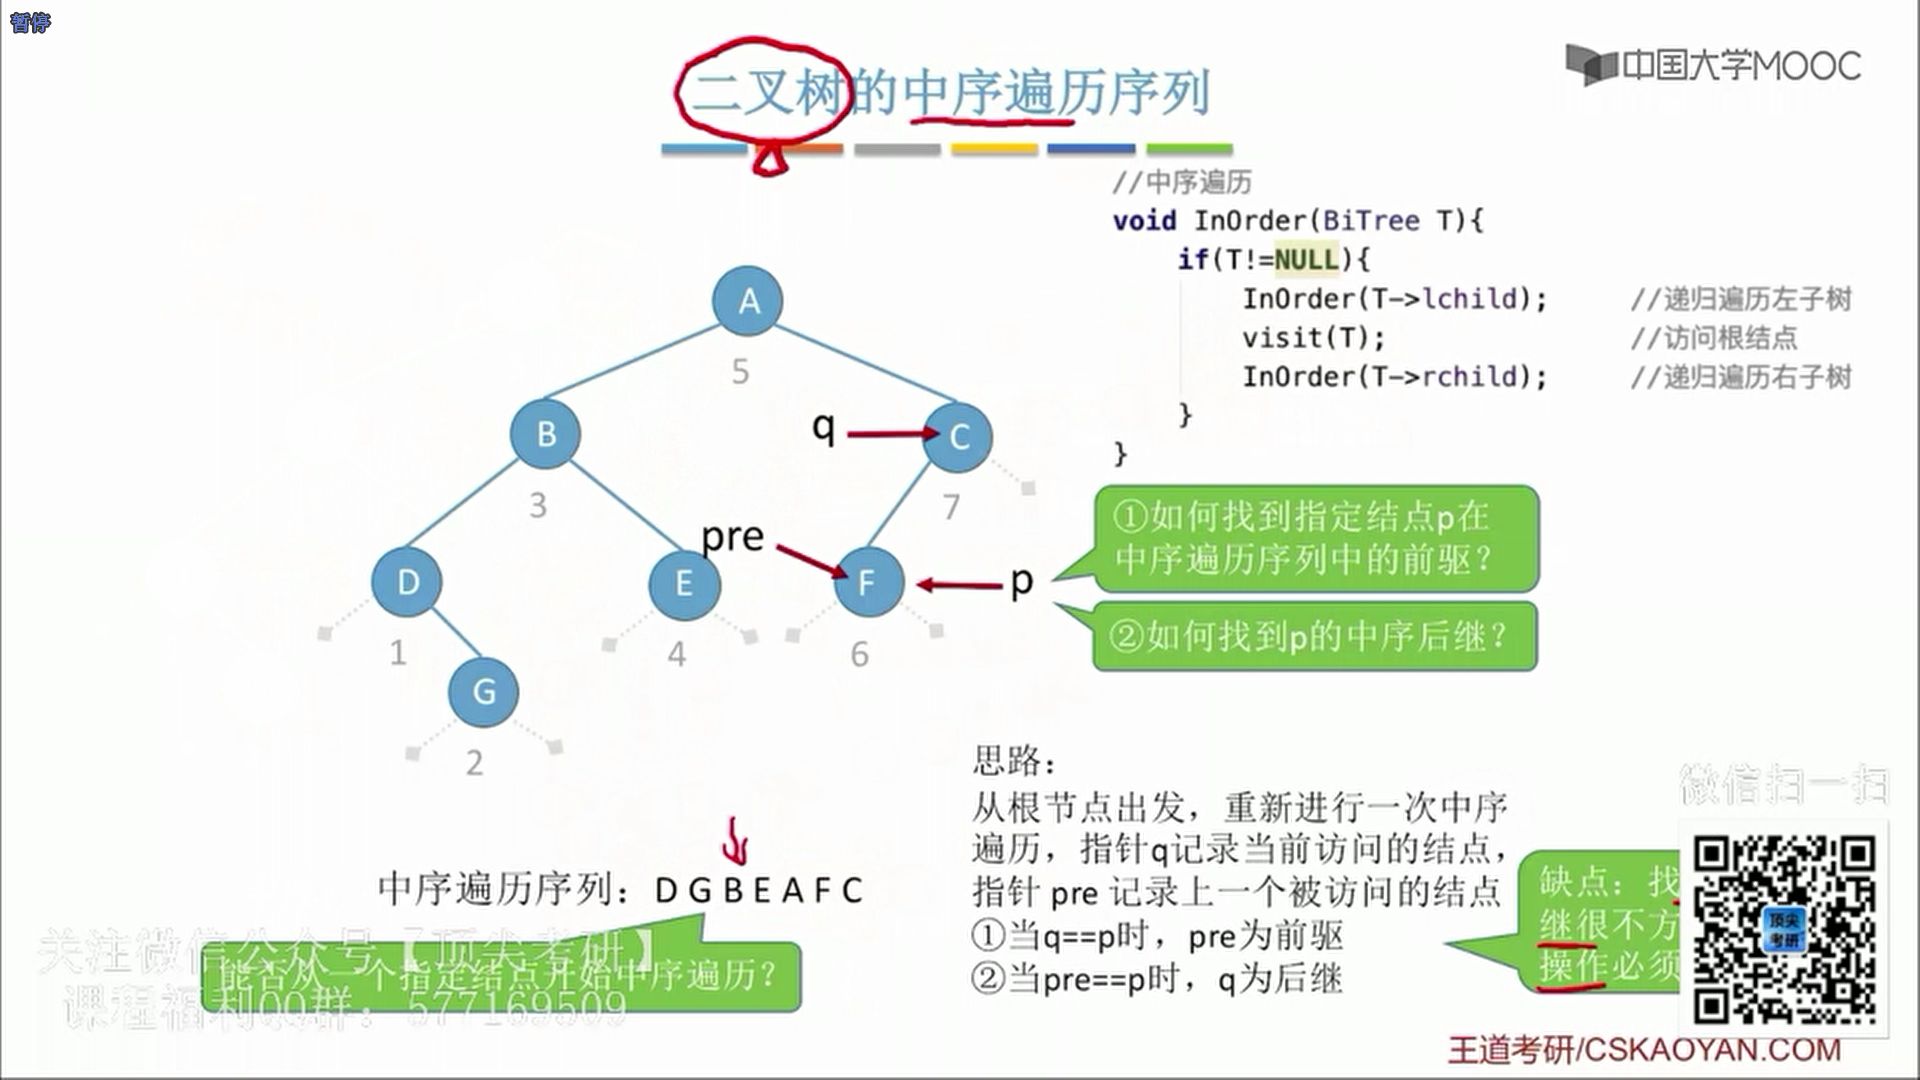 暂停
二叉树的中序遍历序列
中国大学MOOC
//中序遍历
void InOrder(BiTree T){
if(T!=NULL){
InOrder(T->lchild); //递归遍历左子树
visit(T); //访问根结点
InOrder(T->rchild); //递归遍历右子树
}
}
A
5
B
3
q
C
7
D
1
pre
E
4
F
6
p
G
2
①如何找到指定结点p在
中序遍历序列中的前驱？
②如何找到p的中序后继？
思路：
从根节点出发，重新进行一次中序
遍历，指针q记录当前访问的结点，
指针 pre 记录上一个被访问的结点
①当q==p时，pre为前驱
②当pre==p时，q为后继
中序遍历序列：D G B E A F C
能否从一个指定结点开始中序遍历？
缺点：找
继很不方
操作必须
微信扫一扫
顶尖
考研
关注微信公众号【顶尖考研】
课程福利QQ群：577169509
王道考研/CSKAOYAN.COM